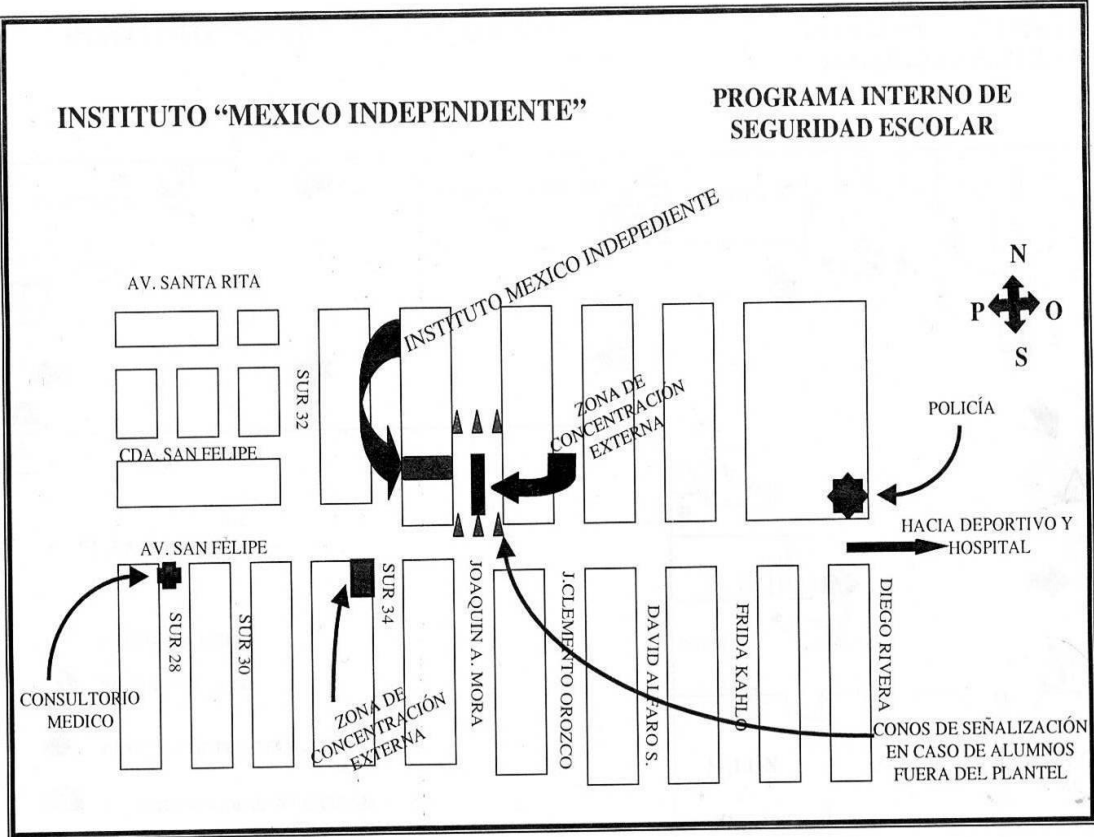 INSTITUTO “MEXICO INDEPENDIENTE”
PROGRAMA INTERNO DE
SEGURIDAD ESCOLAR
INSTITUTO MEXICO INDEPEDIENTE
N
P
O
S
AV. SANTA RITA
SUR 32
ZONA DE
CONCENTRACIÓN
EXTERNA
POLICÍA
CDA. SAN FELIPE
HACIA DEPORTIVO Y
HOSPITAL
AV. SAN FELIPE
SUR 28
SUR 30
SUR 34
JOAQUIN A. MORA
J.CLEMENTO OROZCO
DAVID ALFARO S.
FRIDA KAHLO
DIEGO RIVERA
CONSULTORIO
MEDICO
ZONA DE
CONCENTRACIÓN
EXTERNA
CONOS DE SEÑALIZACIÓN
EN CASO DE ALUMNOS
FUERA DEL PLANTEL